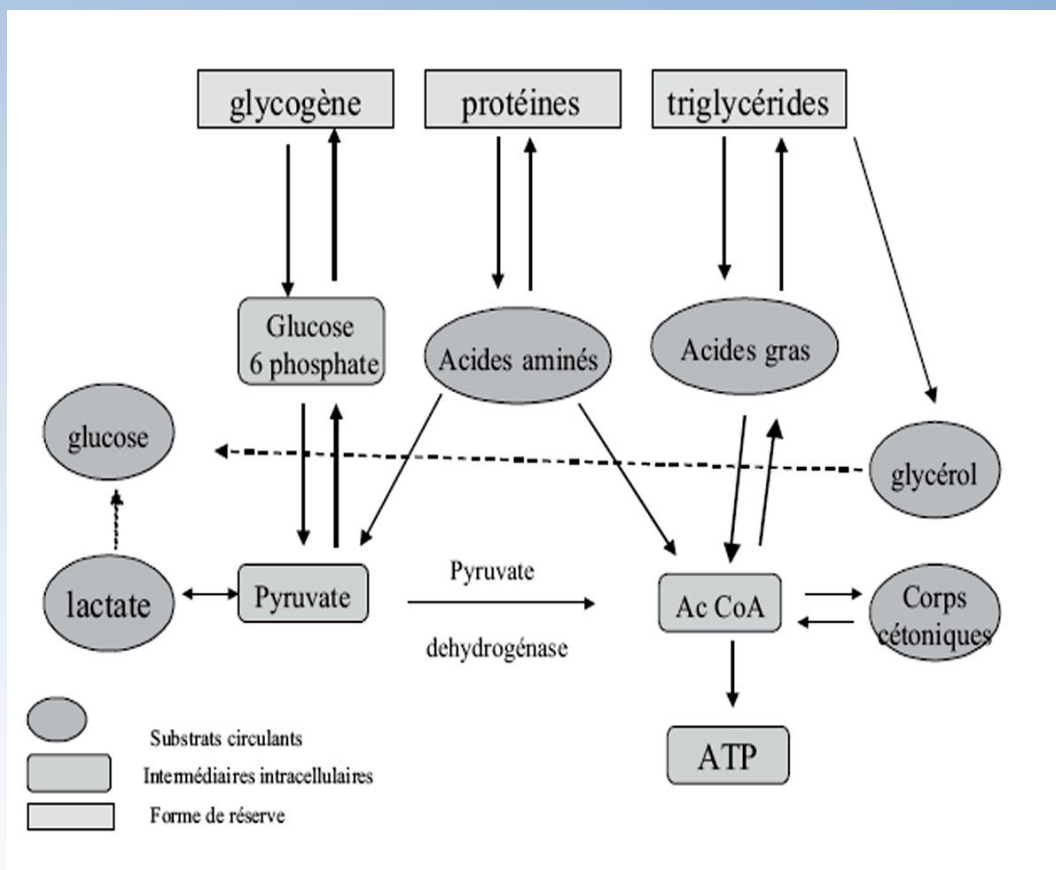 glycogène
protéines
triglycérides
Glucose
6 phosphate
Acides aminés
Acides gras
glucose
glycérol
lactate
Pyruvate
Pyruvate
dehydrogénase
Ac CoA
Corps
cétoniques
ATP
Substrats circulants
Intermédiaires intracellulaires
Forme de réserve